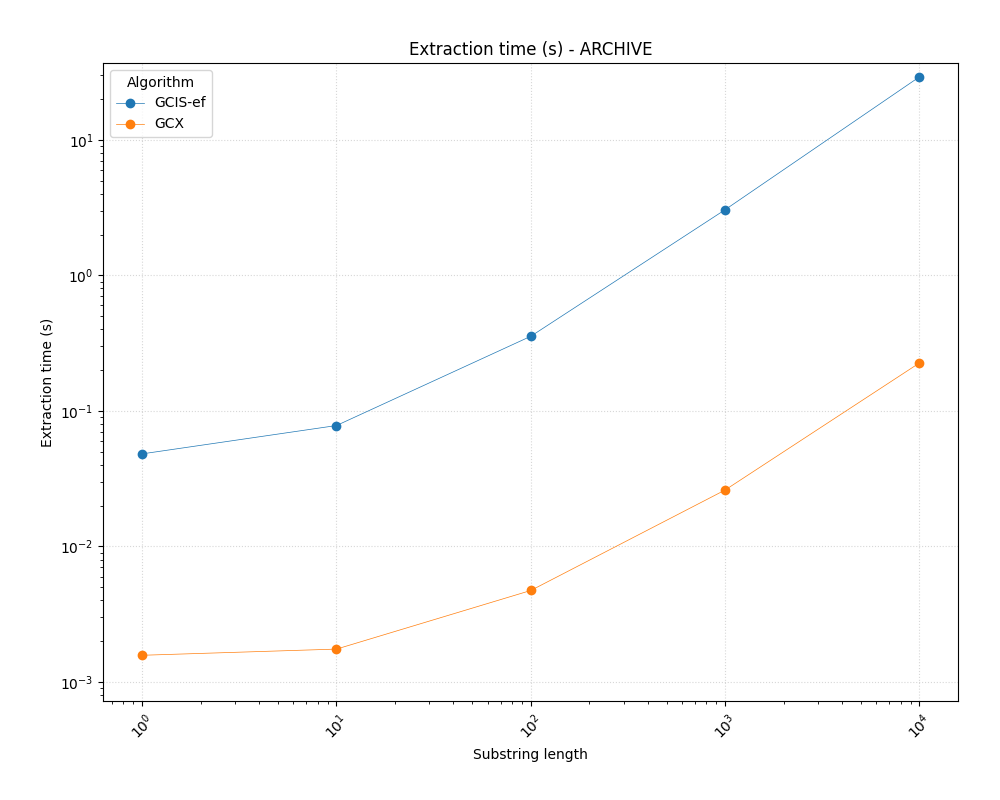 Extraction time (s) - ARCHIVE
Algorithm
GCIS-ef
GCX
10¹
10⁰
10⁻¹
10⁻²
10⁻³
Extraction time (s)
10⁰ 10¹ 10² 10³ 10⁴
Substring length